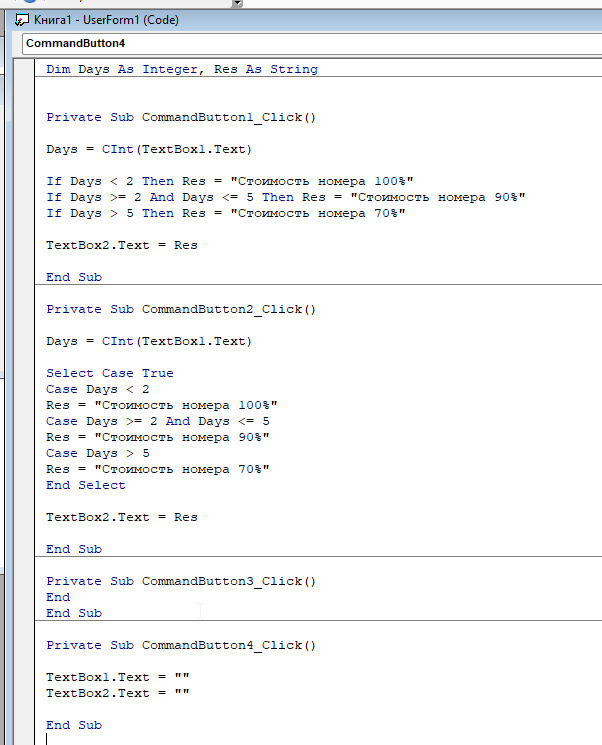 Книга1 - UserForm1 (Code)
CommandButton4
Dim Days As Integer, Res As String
Private Sub CommandButton1_Click()
Days = CInt(TextBox1.Text)
If Days < 2 Then Res = "Стоимость номера 100%"
If Days >= 2 And Days <= 5 Then Res = "Стоимость номера 90%"
If Days > 5 Then Res = "Стоимость номера 70%"
TextBox2.Text = Res
End Sub
Private Sub CommandButton2_Click()
Days = CInt(TextBox1.Text)
Select Case True
Case Days < 2
Res = "Стоимость номера 100%"
Case Days >= 2 And Days <= 5
Res = "Стоимость номера 90%"
Case Days > 5
Res = "Стоимость номера 70%"
End Select
TextBox2.Text = Res
End Sub
Private Sub CommandButton3_Click()
End
End Sub
Private Sub CommandButton4_Click()
TextBox1.Text = ""
TextBox2.Text = ""
End Sub